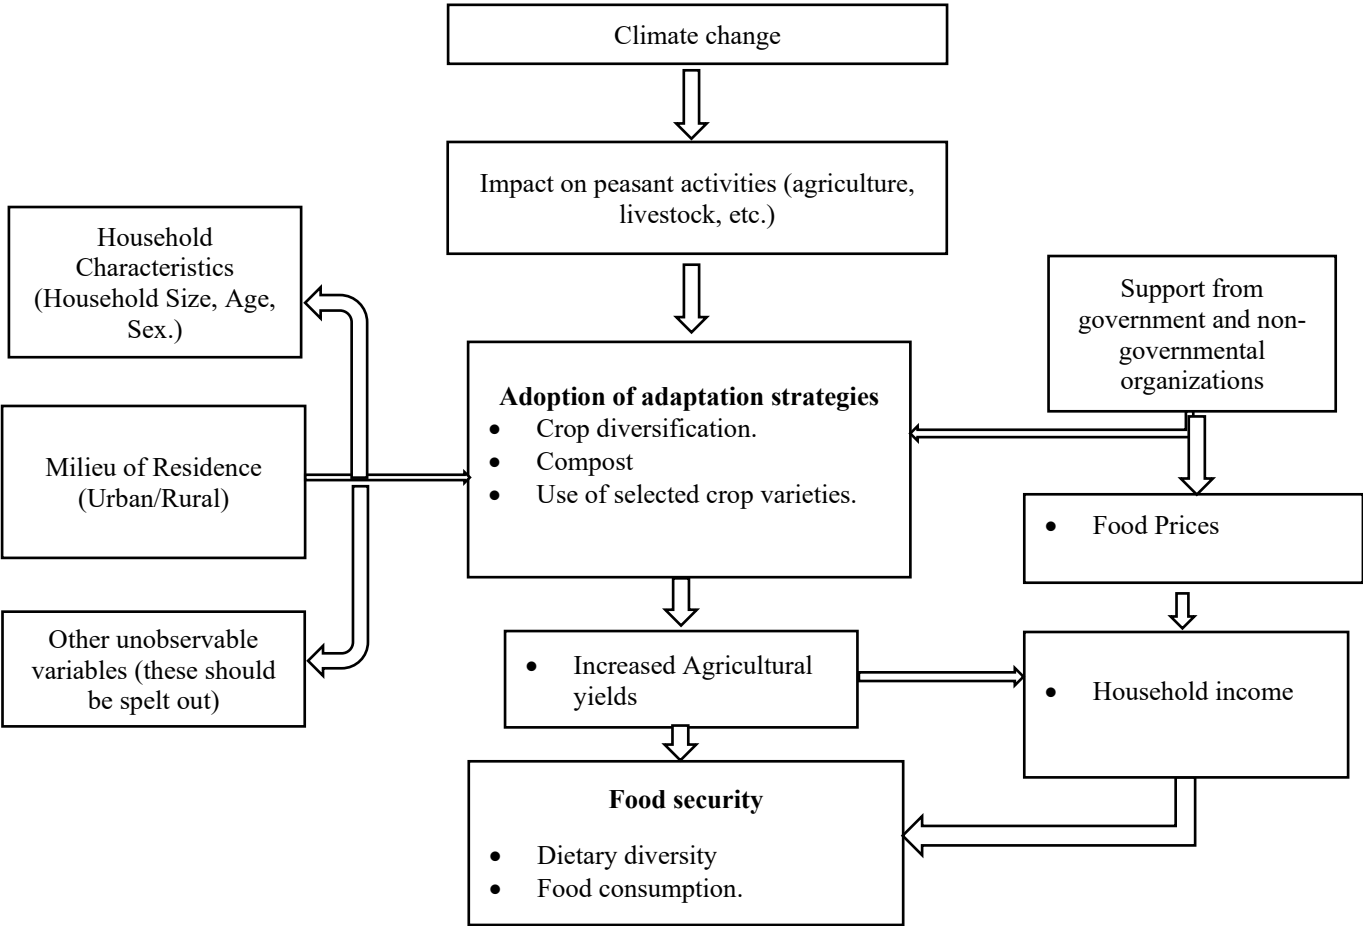 Climate change
Impact on peasant activities (agriculture,
livestock, etc.)
Household
Characteristics
(Household Size, Age,
Sex.)
Support from
government and non-
governmental
organizations
Adoption of adaptation strategies
• Crop diversification.
• Compost
• Use of selected crop varieties.
Milieu of Residence
(Urban/Rural)
• Food Prices
Other unobservable
variables (these should
be spelt out)
• Increased Agricultural
yields
• Household income
Food security
• Dietary diversity
• Food consumption.